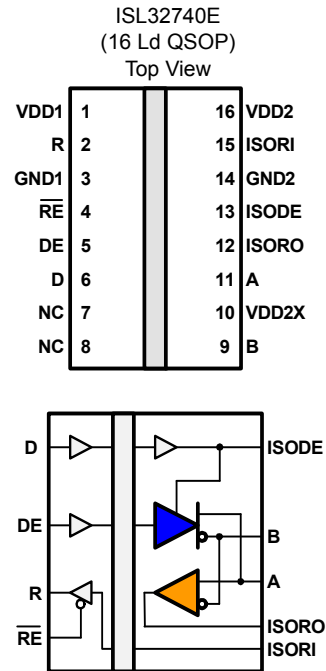 ISL32740E
(16 Ld QSOP)
Top View
VDD1 1 16 VDD2
R 2 15 ISORI
GND1 3 14 GND2
RE 4 13 ISODE
DE 5 12 ISORO
D 6 11 A
NC 7 10 VDD2X
NC 8 9 B
D ISODE
DE B
A
R
ISORO
RE
ISORI